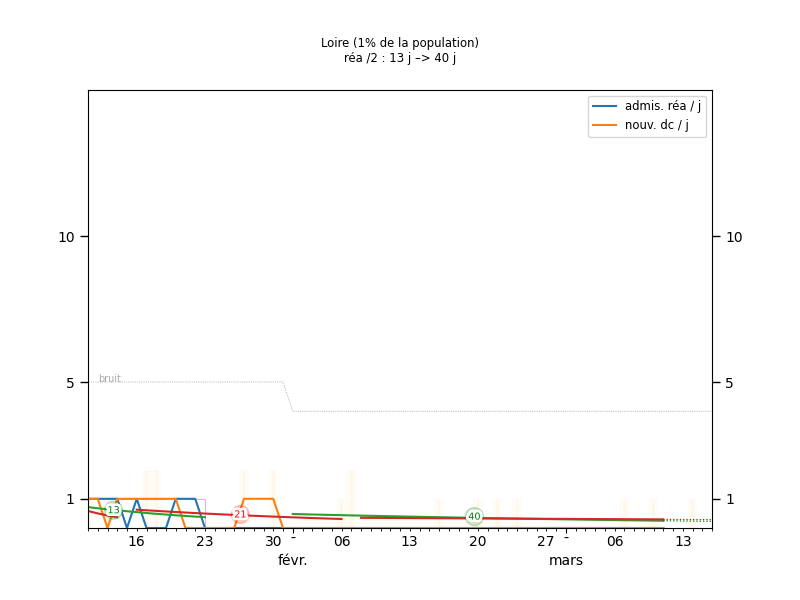 Loire (1% de la population)
réa /2 : 13 j –> 40 j
admis. réa / j
nouv. dc / j
10
10
5
5
bruit
1
1
13
21
40
16
23
30
-
06
13
20
27
-
06
13
févr.
mars